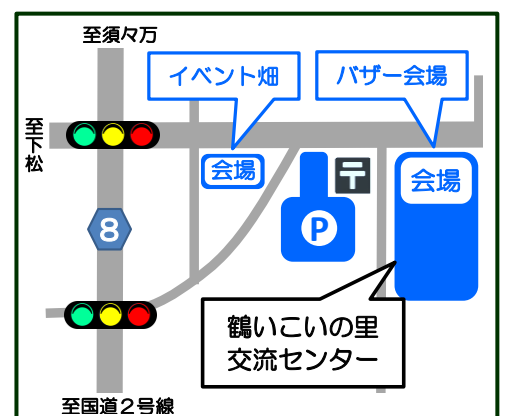 至須々万
イベント畑
バザー会場
至下松
会場
〒
会場
8
P
鶴いこいの里
交流センター
至国道２号線